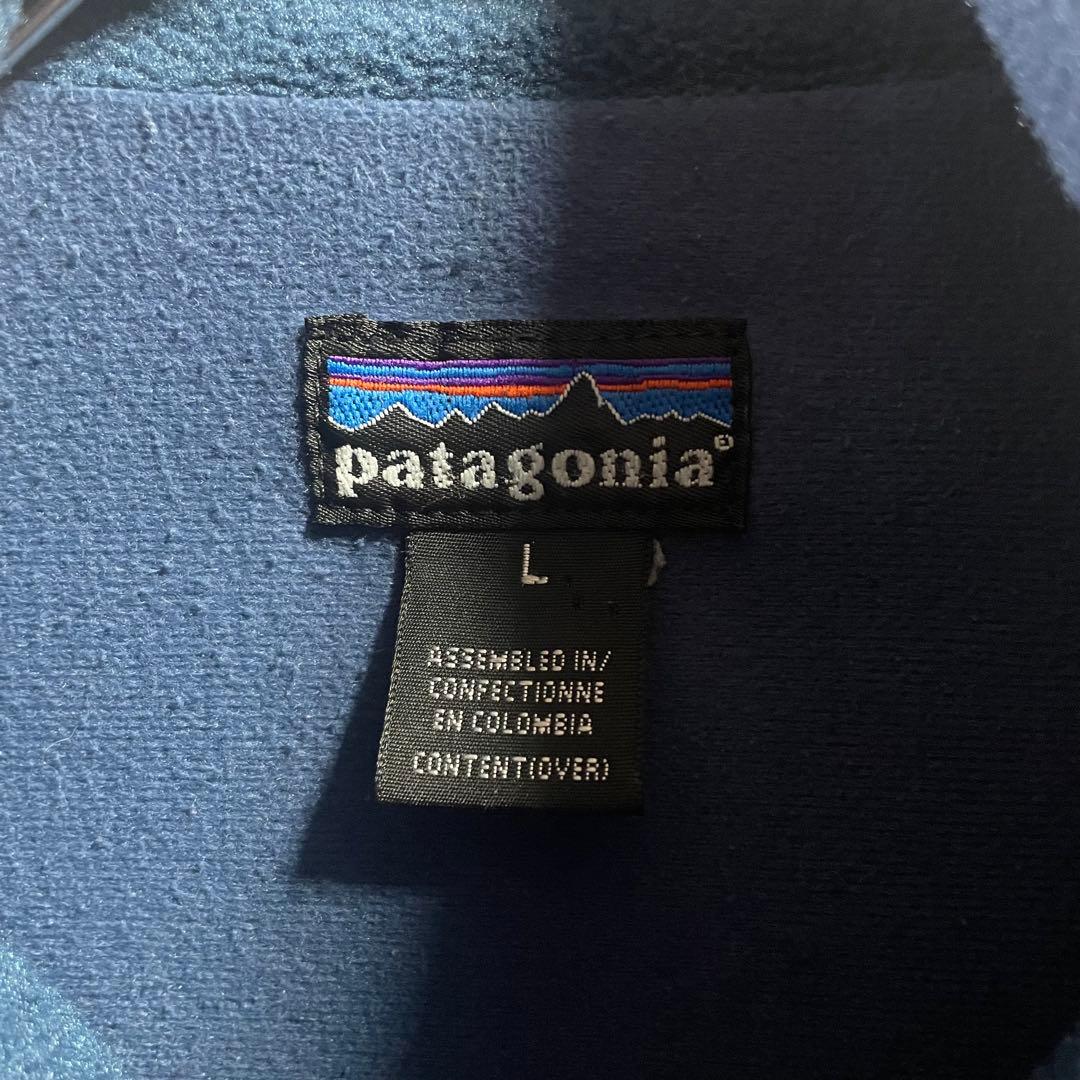 patagonia®
L
ASSEMBLED IN/
CONFECTIONNE
EN COLOMBIA
CONTENT(OVER)